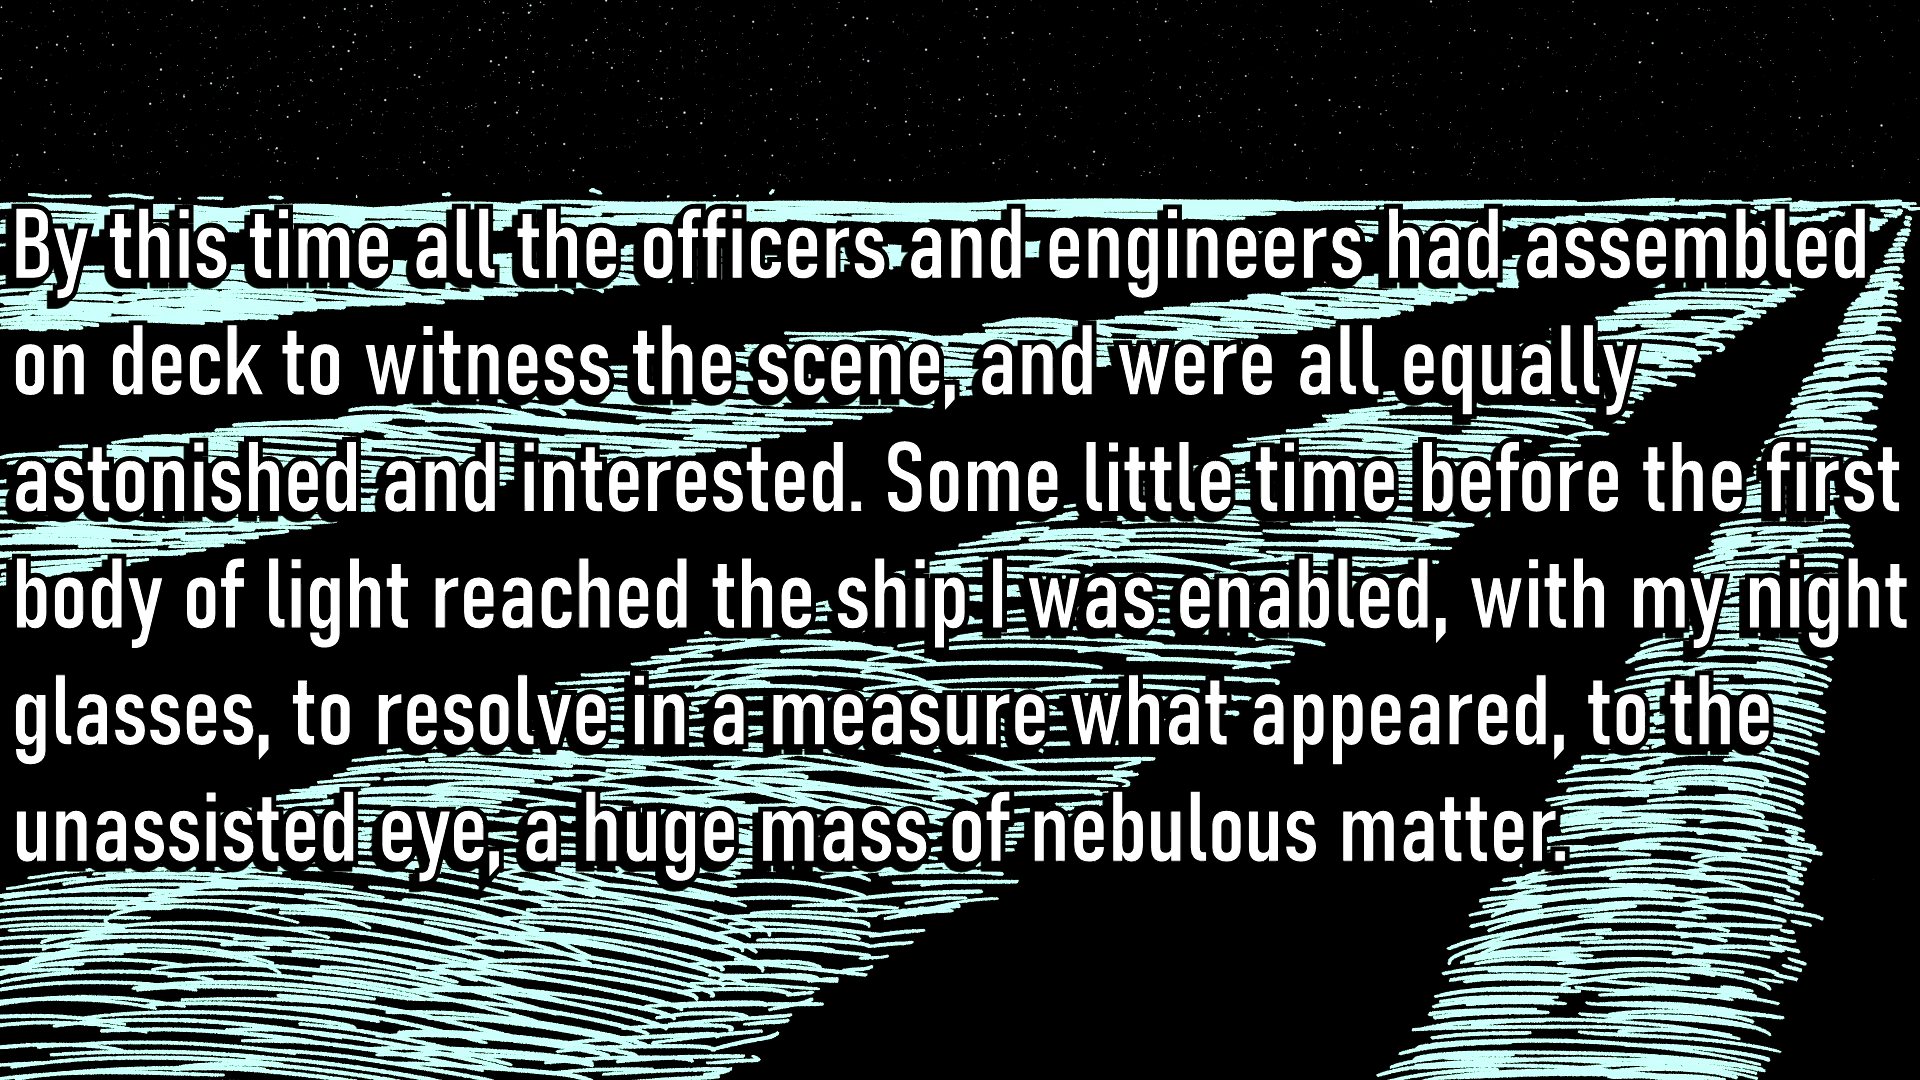 By this time all the officers and engineers had assembled
on deck to witness the scene, and were all equally
astonished and interested. Some little time before the first
body of light reached the ship I was enabled, with my night
glasses, to resolve in a measure what appeared, to the
unassisted eye, a huge mass of nebulous matter.